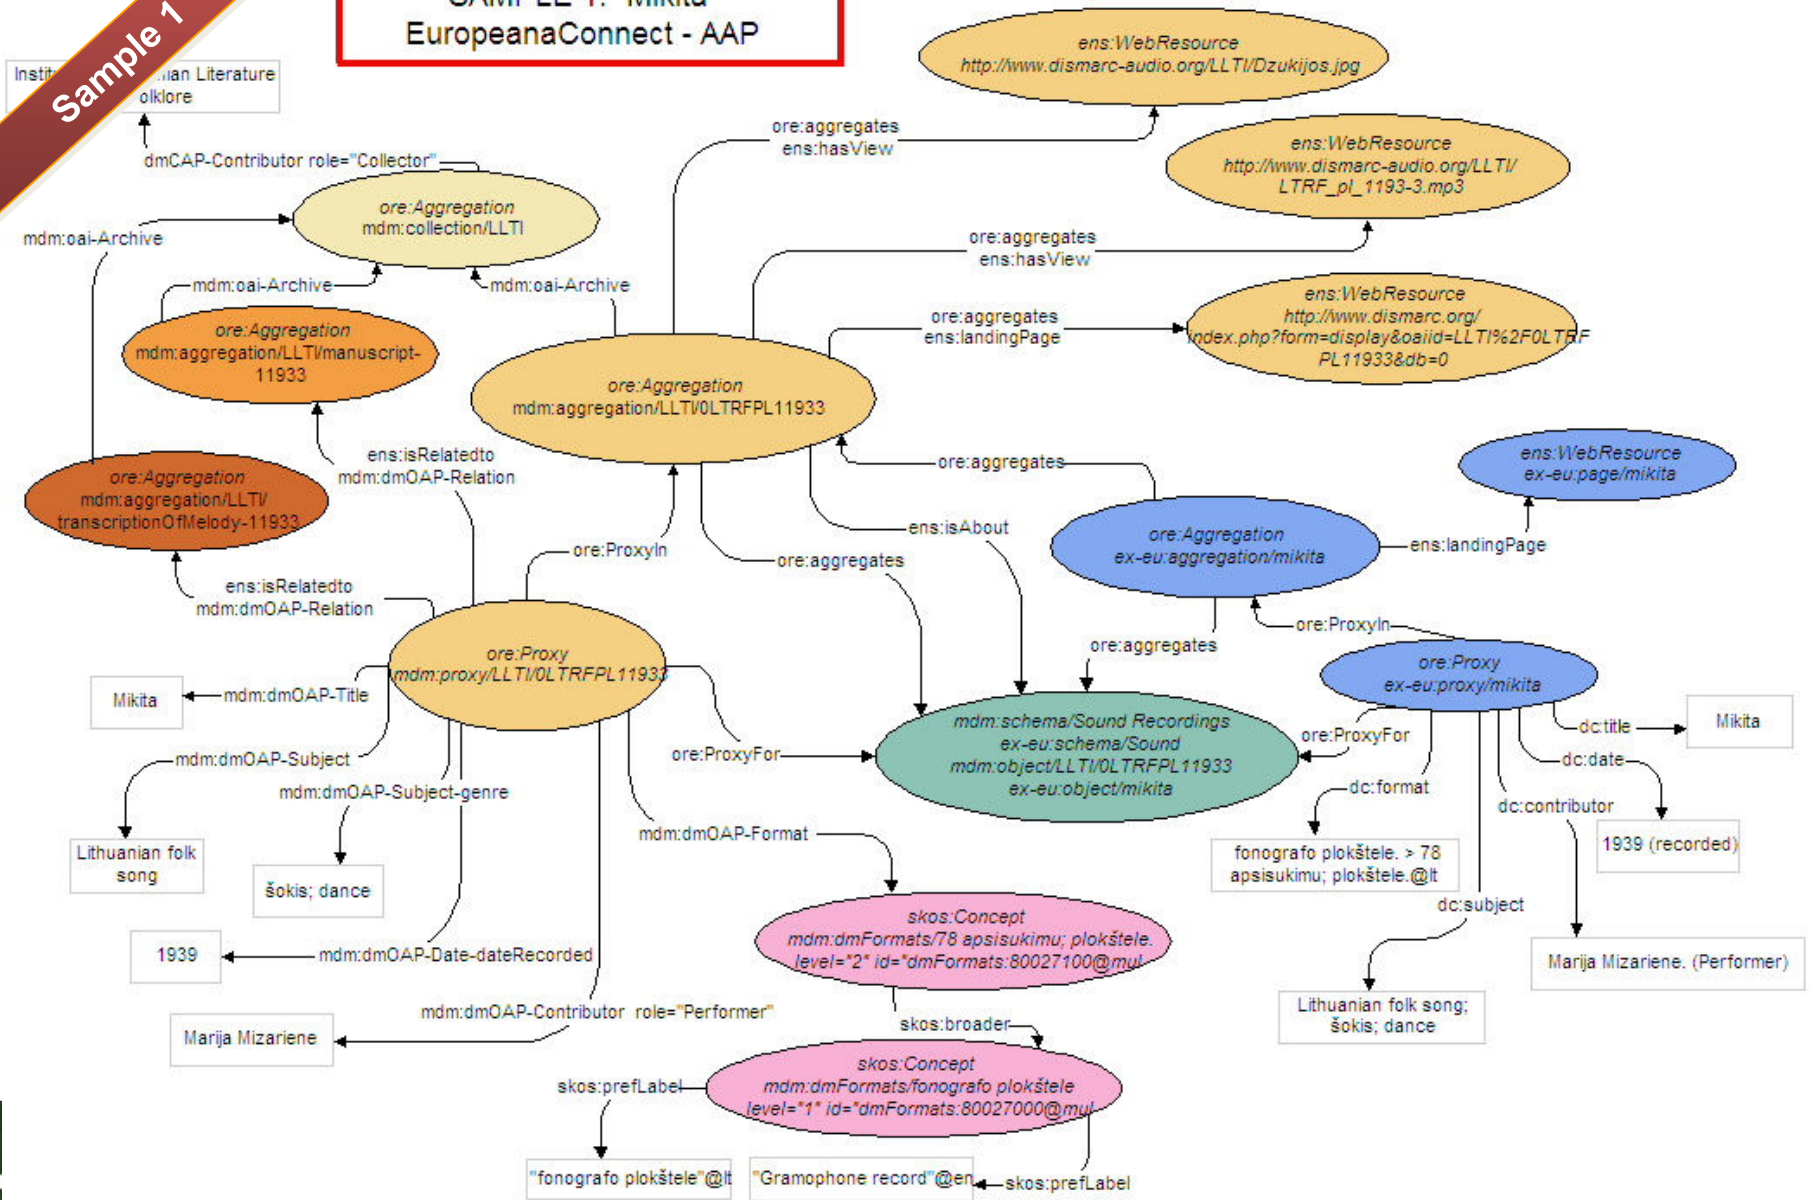 Sample 1
SAMPLE 1: "Mikita"
EuropeanaConnect - AAP
ian Literature
olklore
dmCAP-Contributor role="Collector"
ore:Aggregation
mdm:collection/LLTI
mdm:oai-Archive
mdm:oai-Archive
mdm:oai-Archive
ore:Aggregation
mdm:aggregation/LLTI/manuscript-
11933
ore:Aggregation
mdm:aggregation/LLTI/
transcriptionOfMelody-11933
ens:isRelatedto
mdm:dmOAP-Relation
ens:isRelatedto
mdm:dmOAP-Relation
ore:aggregates
ens:hasView
ens:WebResource
http://www.dismarc-audio.org/LLTI/Dzukijos.jpg
ore:aggregates
ens:hasView
ens:WebResource
http://www.dismarc-audio.org/LLTI/
LTRF_pl_1193-3.mp3
ore:aggregates
ens:landingPage
ens:WebResource
http://www.dismarc.org/
index.php?form=display&oaiid=LLTI%2F0LTRF
PL11933&db=0
ore:Aggregation
mdm:aggregation/LLTI/0LTRFPL11933
ore:aggregates
ens:WebResource
ex-eu:page/mikita
ore:Aggregation
ex-eu:aggregation/mikita
ens:landingPage
ore:ProxyIn
ore:aggregates
ens:isAbout
ore:aggregates
ore:ProxyIn
ore:Proxy
mdm:proxy/LLTI/0LTRFPL11933
ore:Proxy
ex-eu:proxy/mikita
mdm:dmOAP-Title
Mikita
mdm:dmOAP-Subject
Lithuanian folk
song
mdm:dmOAP-Subject-genre
šokis; dance
mdm:dmOAP-Date-dateRecorded
1939
mdm:dmOAP-Contributor role="Performer"
Marija Mizariene
ore:ProxyFor
mdm:schema/Sound Recordings
ex-eu:schema/Sound
mdm:object/LLTI/0LTRFPL11933
ex-eu:object/mikita
ore:ProxyFor
mdm:dmOAP-Format
skos:Concept
mdm:dmFormats/78 apsisukimu; plokštele.
level="2" id="dmFormats:80027100@mul
skos:broader
skos:Concept
mdm:dmFormats/fonografo plokštele
level="1" id="dmFormats:80027000@mul
skos:prefLabel
"fonografo plokštele"@lt
"Gramophone record"@en
skos:prefLabel
dc:title
Mikita
dc:date
1939 (recorded)
dc:format
fonografo plokštele. > 78
apsisukimu; plokštele.@lt
dc:contributor
Marija Mizariene. (Performer)
dc:subject
Lithuanian folk song;
šokis; dance